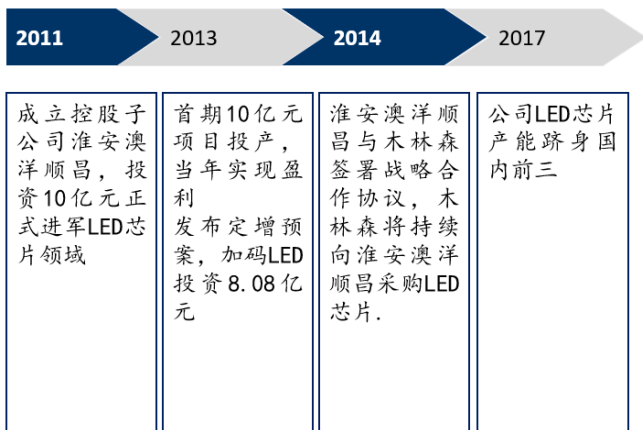 2011
2013
2014
2017
成立控股子
公司淮安澳
洋顺昌，投
资10亿元正
式进军LED芯
片领域
首期10亿元
项目投产，
当年实现盈
利
发布定增预
案，加码LED
投资8.08亿
元
淮安澳洋顺
昌与木林森
签署战略合
作协议，木
林森将持续
向淮安澳洋
顺昌采购LED
芯片.
公司LED芯片
产能跻身国
内前三